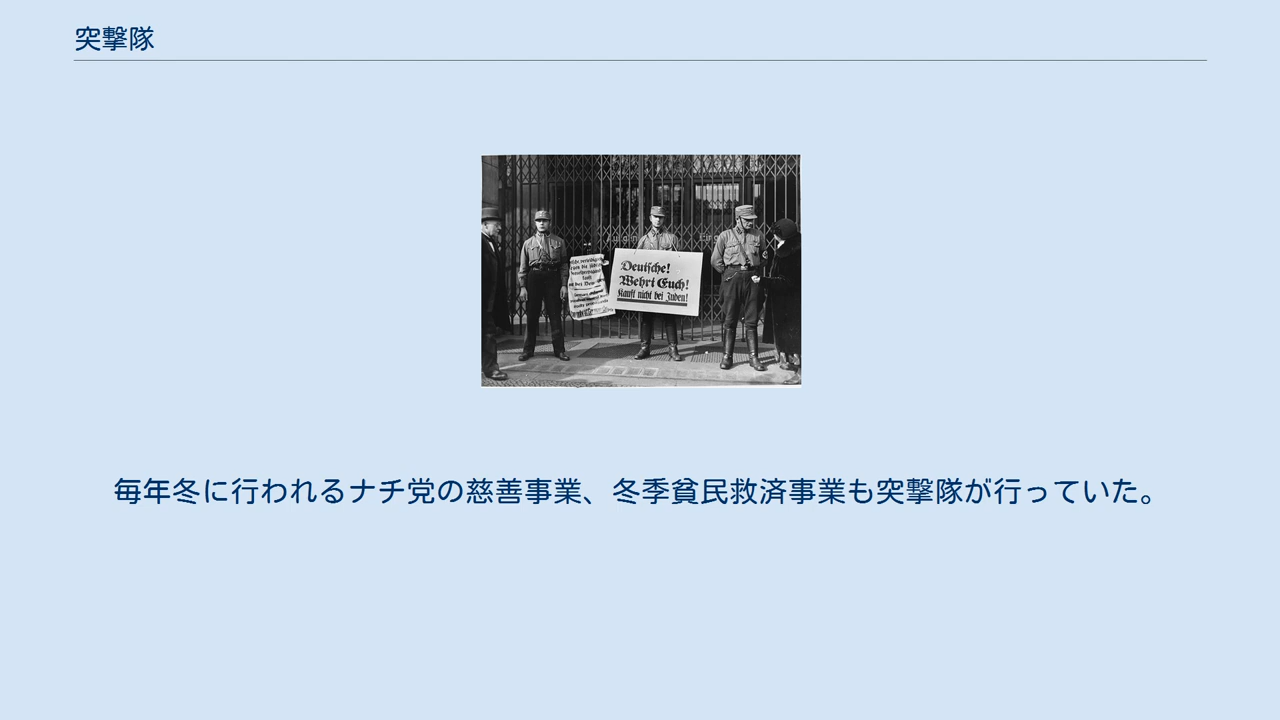 突撃隊
Deutsche!
Wehrt Euch!
Kauft nicht bei Juden!
毎年冬に行われるナチ党の慈善事業、冬季貧民救済事業も突撃隊が行っていた。